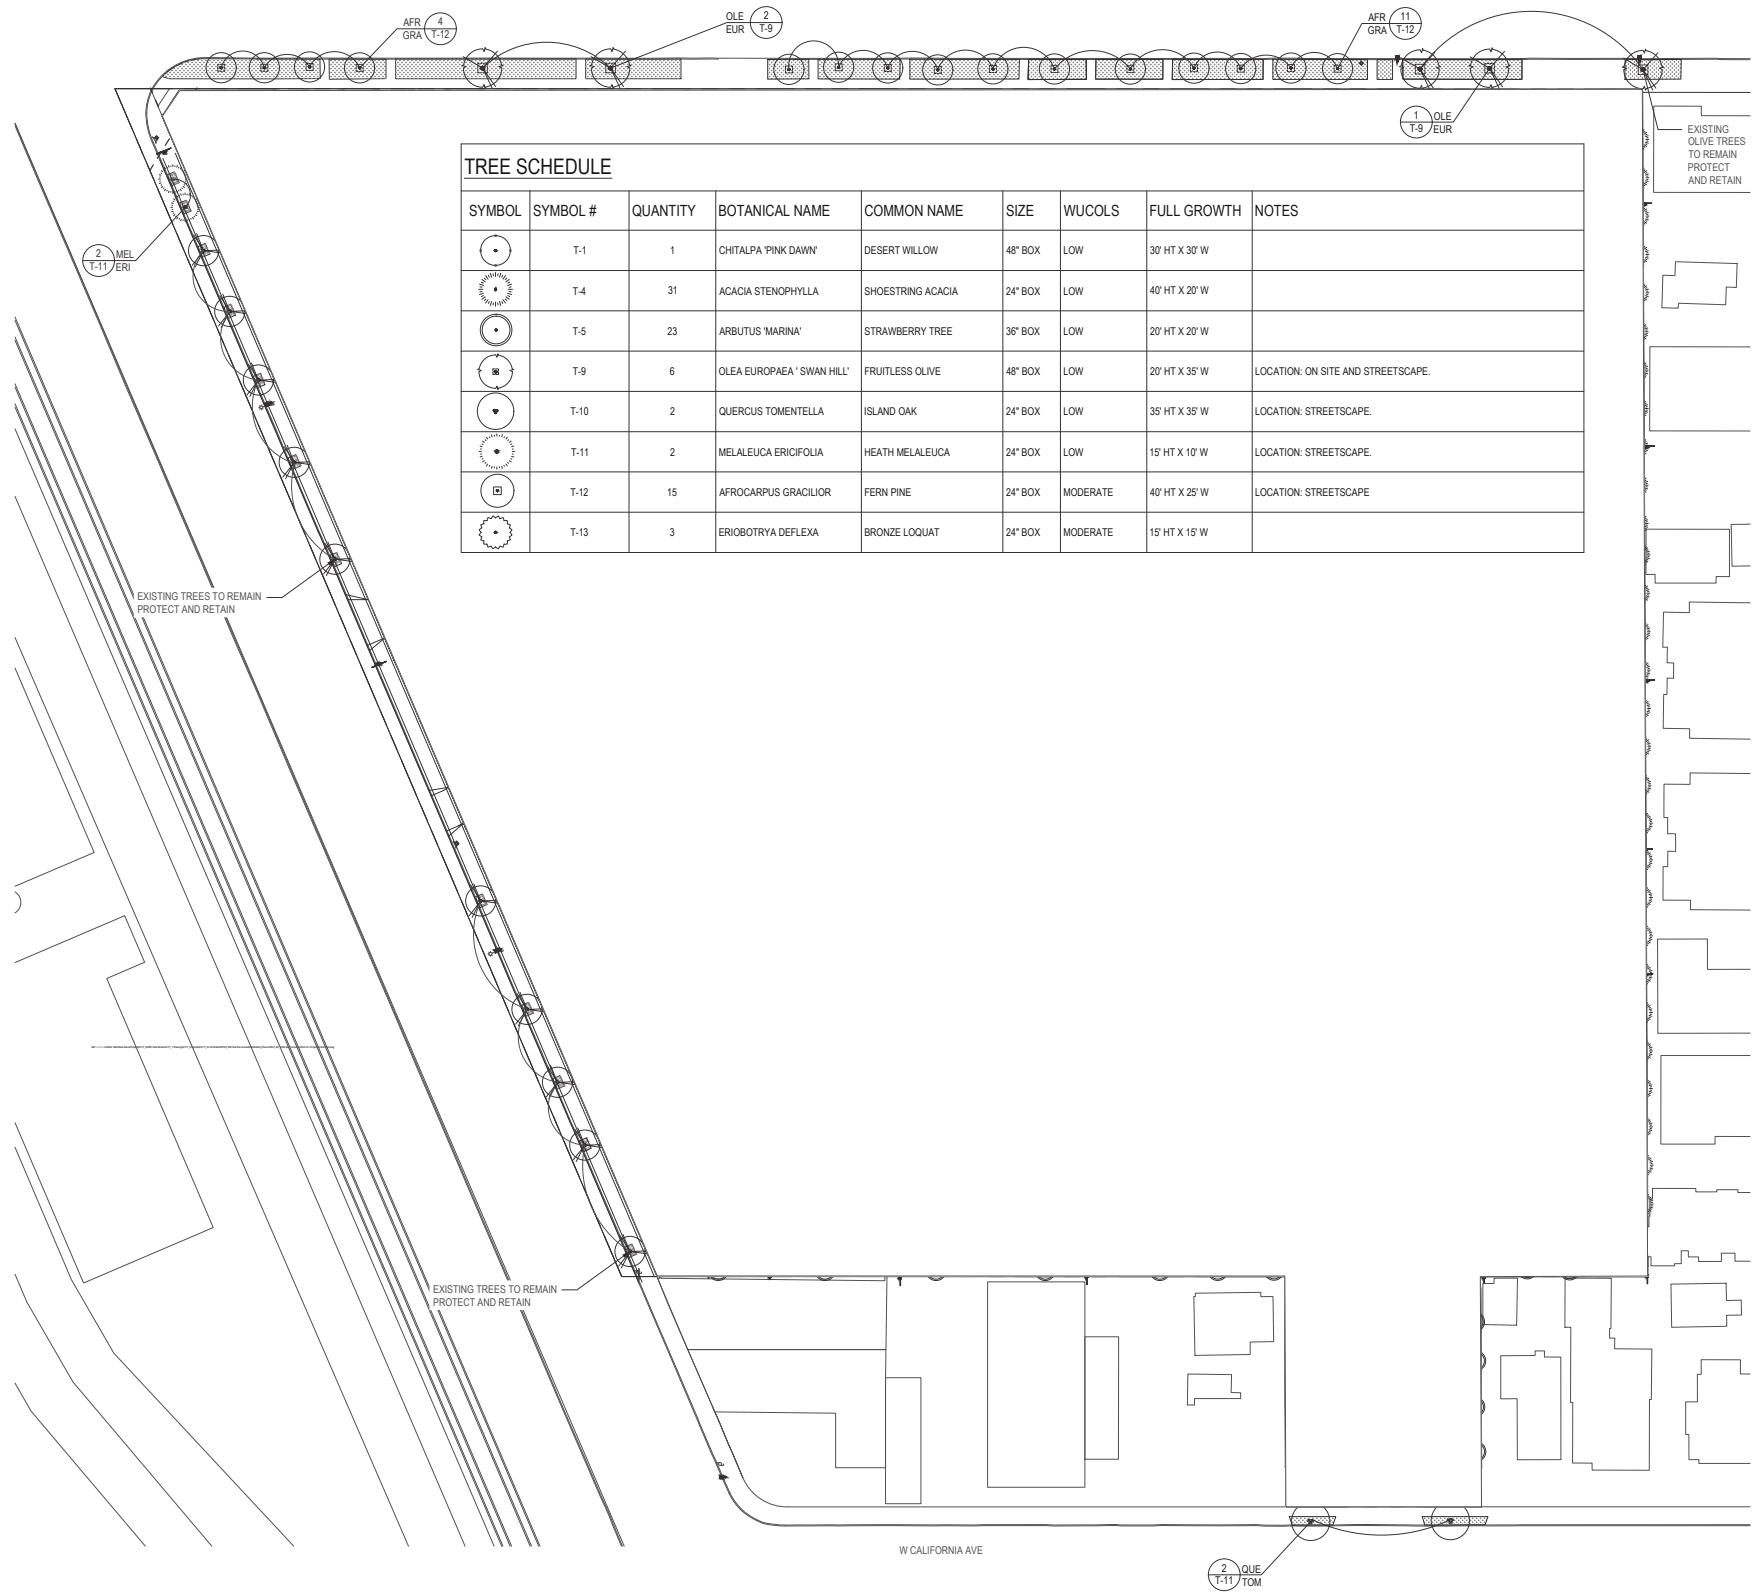 AFR
GRA
4
T-12
OLE
EUR
2
T-9
AFR
GRA
11
T-12
1
T-9
OLE
EUR
EXISTING
OLIVE TREES
TO REMAIN
PROTECT
AND RETAIN
2
T-11
MEL
ERI
TREE SCHEDULE
SYMBOL SYMBOL # QUANTITY BOTANICAL NAME COMMON NAME SIZE WUCOLS FULL GROWTH NOTES
T-1 1 CHITALPA 'PINK DAWN' DESERT WILLOW 48" BOX LOW 30' HT X 30' W
T-4 31 ACACIA STENOPHYLLA SHOESTRING ACACIA 24" BOX LOW 40' HT X 20' W
T-5 23 ARBUTUS 'MARINA' STRAWBERRY TREE 36" BOX LOW 20' HT X 20' W
T-9 6 OLEA EUROPAEA ' SWAN HILL' FRUITLESS OLIVE 48" BOX LOW 20' HT X 35' W LOCATION: ON SITE AND STREETSCAPE.
T-10 2 QUERCUS TOMENTELLA ISLAND OAK 24" BOX LOW 35' HT X 35' W LOCATION: STREETSCAPE.
T-11 2 MELALEUCA ERICIFOLIA HEATH MELALEUCA 24" BOX LOW 15' HT X 10' W LOCATION: STREETSCAPE.
T-12 15 AFROCARPUS GRACILIOR FERN PINE 24" BOX MODERATE 40' HT X 25' W LOCATION: STREETSCAPE
T-13 3 ERIOBOTRYA DEFLEXA BRONZE LOQUAT 24" BOX MODERATE 15' HT X 15' W
EXISTING TREES TO REMAIN
PROTECT AND RETAIN
EXISTING TREES TO REMAIN
PROTECT AND RETAIN
W CALIFORNIA AVE
2
T-11
QUE
TOM